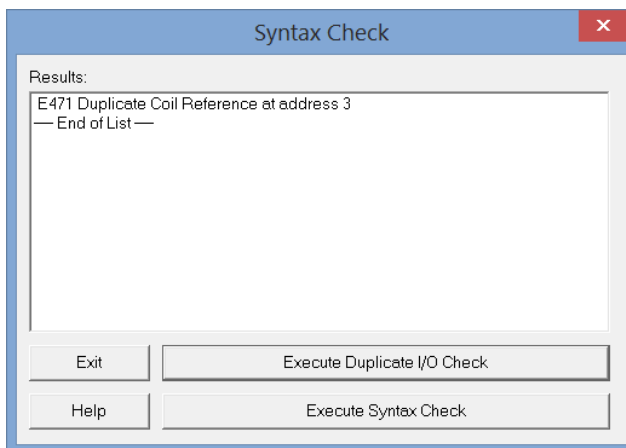 Syntax Check
Results:
E471 Duplicate Coil Reference at address 3
── End of List ──
Exit
Execute Duplicate I/O Check
Help
Execute Syntax Check